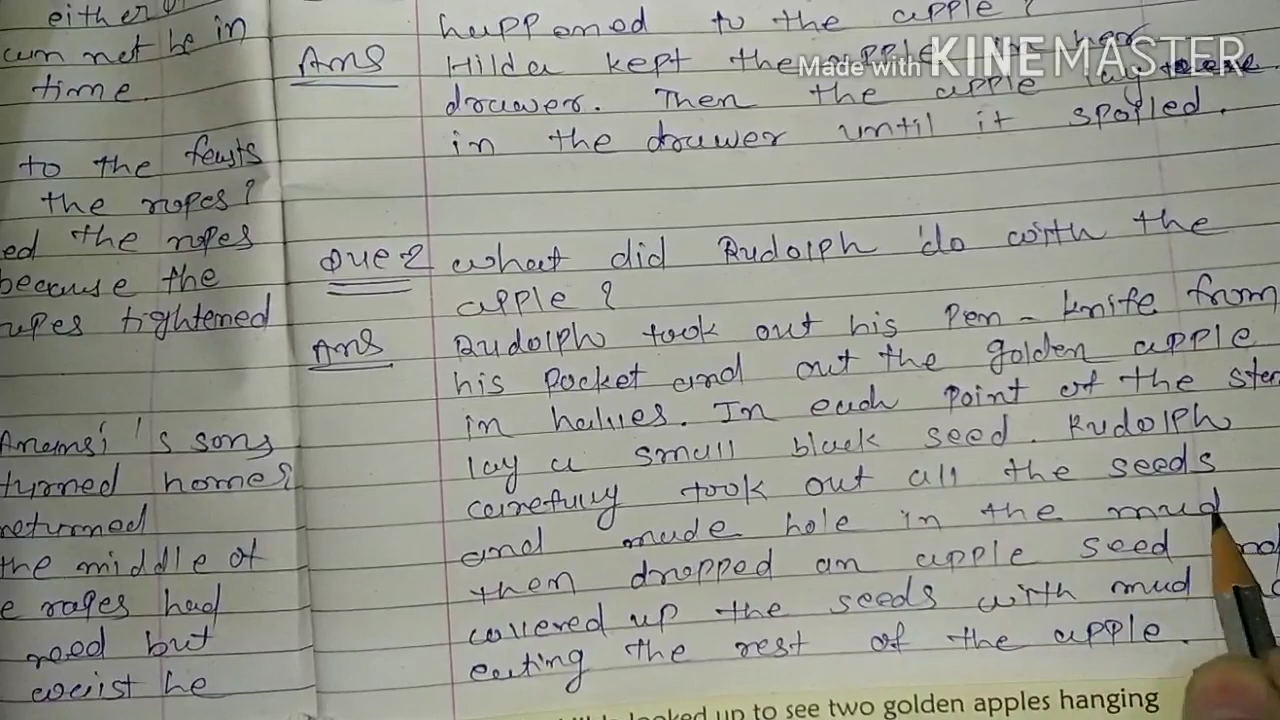 either
can not be in
time.
to the feasts
the ropes?
ed the ropes
because the
upes tightened
Anansi's sons
turned home?
returned
the middle of
e ropes had
reed but
waist he
happened to the apple?
Ans Hilda kept the apple in her
drawer. Then the apple lay
in the drawer until it spoiled.
Que 2 what did Rudolph do with the
apple?
Ans Rudolph took out his pen-knife from
his pocket and cut the golden apple
in halves. In each point of the star
lay a small black seed. Rudolph
carefully took out all the seeds
and made hole in the mud
then dropped an apple seed and
covered up the seeds with mud
eating the rest of the apple.
looked up to see two golden apples hanging
Made with KINEMASTER